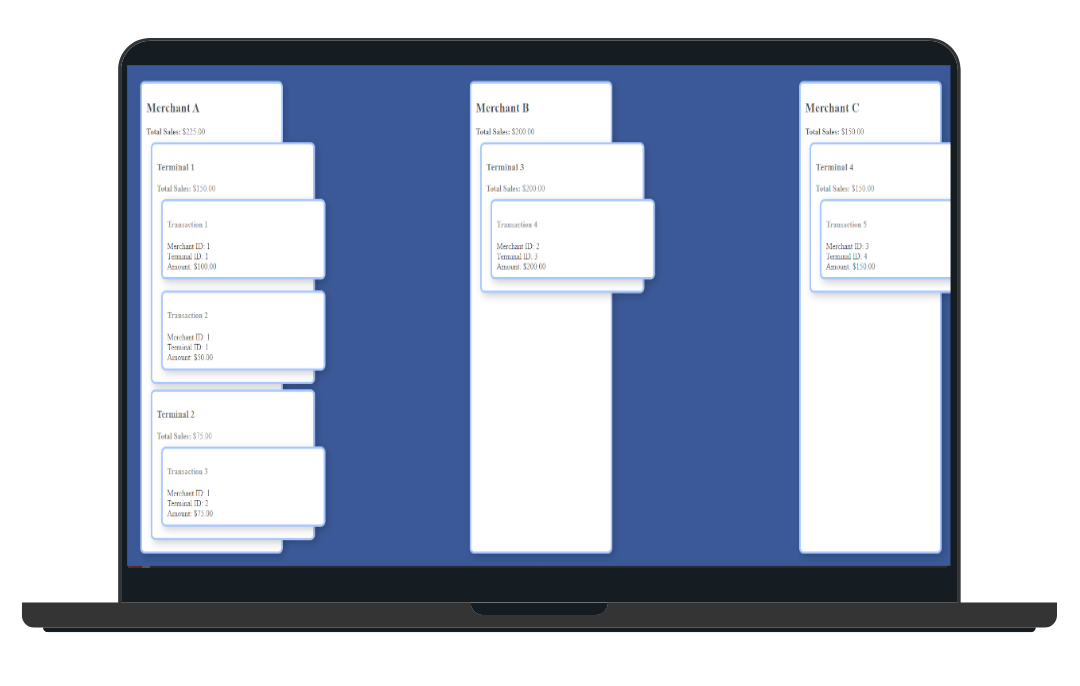 Merchant A
Total Sales: $225.00
Terminal 1
Total Sales: $150.00
Transaction 1
Merchant ID: 1
Terminal ID: 1
Amount: $100.00
Transaction 2
Merchant ID: 1
Terminal ID: 1
Amount: $50.00
Terminal 2
Total Sales: $75.00
Transaction 3
Merchant ID: 1
Terminal ID: 2
Amount: $75.00
Merchant B
Total Sales: $200.00
Terminal 3
Total Sales: $200.00
Transaction 4
Merchant ID: 2
Terminal ID: 3
Amount: $200.00
Merchant C
Total Sales: $150.00
Terminal 4
Total Sales: $150.00
Transaction 5
Merchant ID: 3
Terminal ID: 4
Amount: $150.00